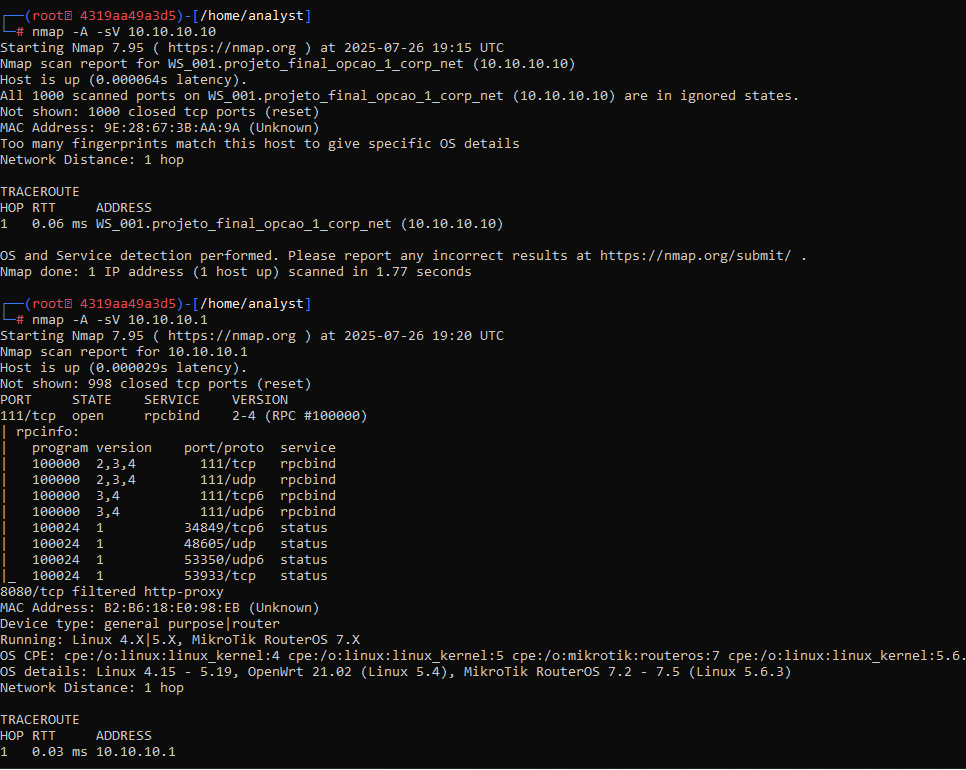 ┌──(root㉿ 4319aa49a3d5)-[/home/analyst]
└─# nmap -A -sV 10.10.10.10
Starting Nmap 7.95 ( https://nmap.org ) at 2025-07-26 19:15 UTC
Nmap scan report for WS_001.projeto_final_opcao_1_corp_net (10.10.10.10)
Host is up (0.000064s latency).
All 1000 scanned ports on WS_001.projeto_final_opcao_1_corp_net (10.10.10.10) are in ignored states.
Not shown: 1000 closed tcp ports (reset)
MAC Address: 9E:28:67:3B:AA:9A (Unknown)
Too many fingerprints match this host to give specific OS details
Network Distance: 1 hop

TRACEROUTE
HOP RTT     ADDRESS
1   0.06 ms WS_001.projeto_final_opcao_1_corp_net (10.10.10.10)

OS and Service detection performed. Please report any incorrect results at https://nmap.org/submit/ .
Nmap done: 1 IP address (1 host up) scanned in 1.77 seconds

┌──(root㉿ 4319aa49a3d5)-[/home/analyst]
└─# nmap -A -sV 10.10.10.1
Starting Nmap 7.95 ( https://nmap.org ) at 2025-07-26 19:20 UTC
Nmap scan report for 10.10.10.1
Host is up (0.000029s latency).
Not shown: 998 closed tcp ports (reset)
PORT     STATE    SERVICE    VERSION
111/tcp  open     rpcbind    2-4 (RPC #100000)
| rpcinfo:
|   program version    port/proto  service
|   100000  2,3,4        111/tcp   rpcbind
|   100000  2,3,4        111/udp   rpcbind
|   100000  3,4          111/tcp6  rpcbind
|   100000  3,4          111/udp6  rpcbind
|   100024  1          34849/tcp6  status
|   100024  1          48605/udp   status
|   100024  1          53350/udp6  status
|_  100024  1          53933/tcp   status
8080/tcp filtered http-proxy
MAC Address: B2:B6:18:E0:98:EB (Unknown)
Device type: general purpose|router
Running: Linux 4.X|5.X, MikroTik RouterOS 7.X
OS CPE: cpe:/o:linux:linux_kernel:4 cpe:/o:linux:linux_kernel:5 cpe:/o:mikrotik:routeros:7 cpe:/o:linux:linux_kernel:5.6.
OS details: Linux 4.15 - 5.19, OpenWrt 21.02 (Linux 5.4), MikroTik RouterOS 7.2 - 7.5 (Linux 5.6.3)
Network Distance: 1 hop

TRACEROUTE
HOP RTT     ADDRESS
1   0.03 ms 10.10.10.1